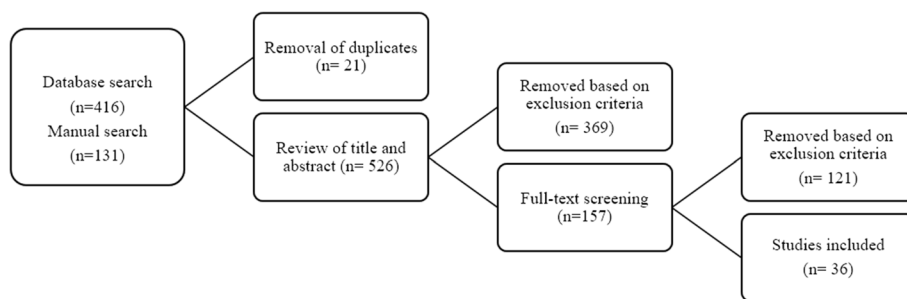 Database search
(n=416)
Manual search
(n=131)
Removal of duplicates
(n= 21)
Review of title and
abstract (n= 526)
Removed based on
exclusion criteria
(n= 369)
Full-text screening
(n=157)
Removed based on
exclusion criteria
(n= 121)
Studies included
(n= 36)